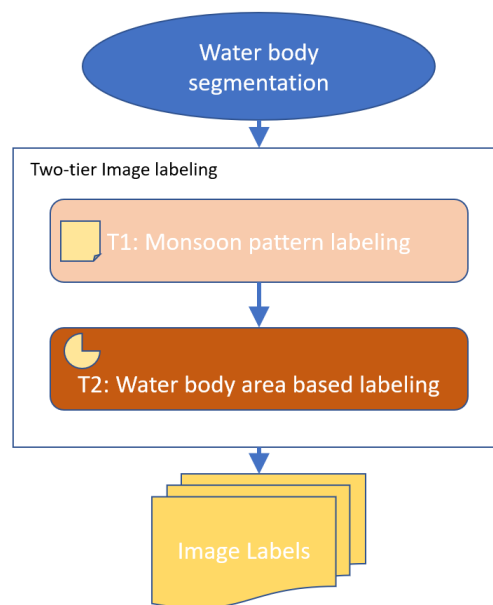 Water body
segmentation
Two-tier Image labeling
T1: Monsoon pattern labeling
T2: Water body area based labeling
Image Labels